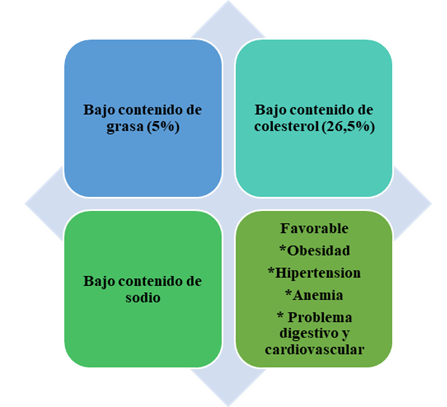 Bajo contenido de
grasa (5%)
Bajo contenido de
colesterol (26,5%)
Bajo contenido de
sodio
Favorable
*Obesidad
*Hipertension
*Anemia
* Problema
digestivo y
cardiovascular